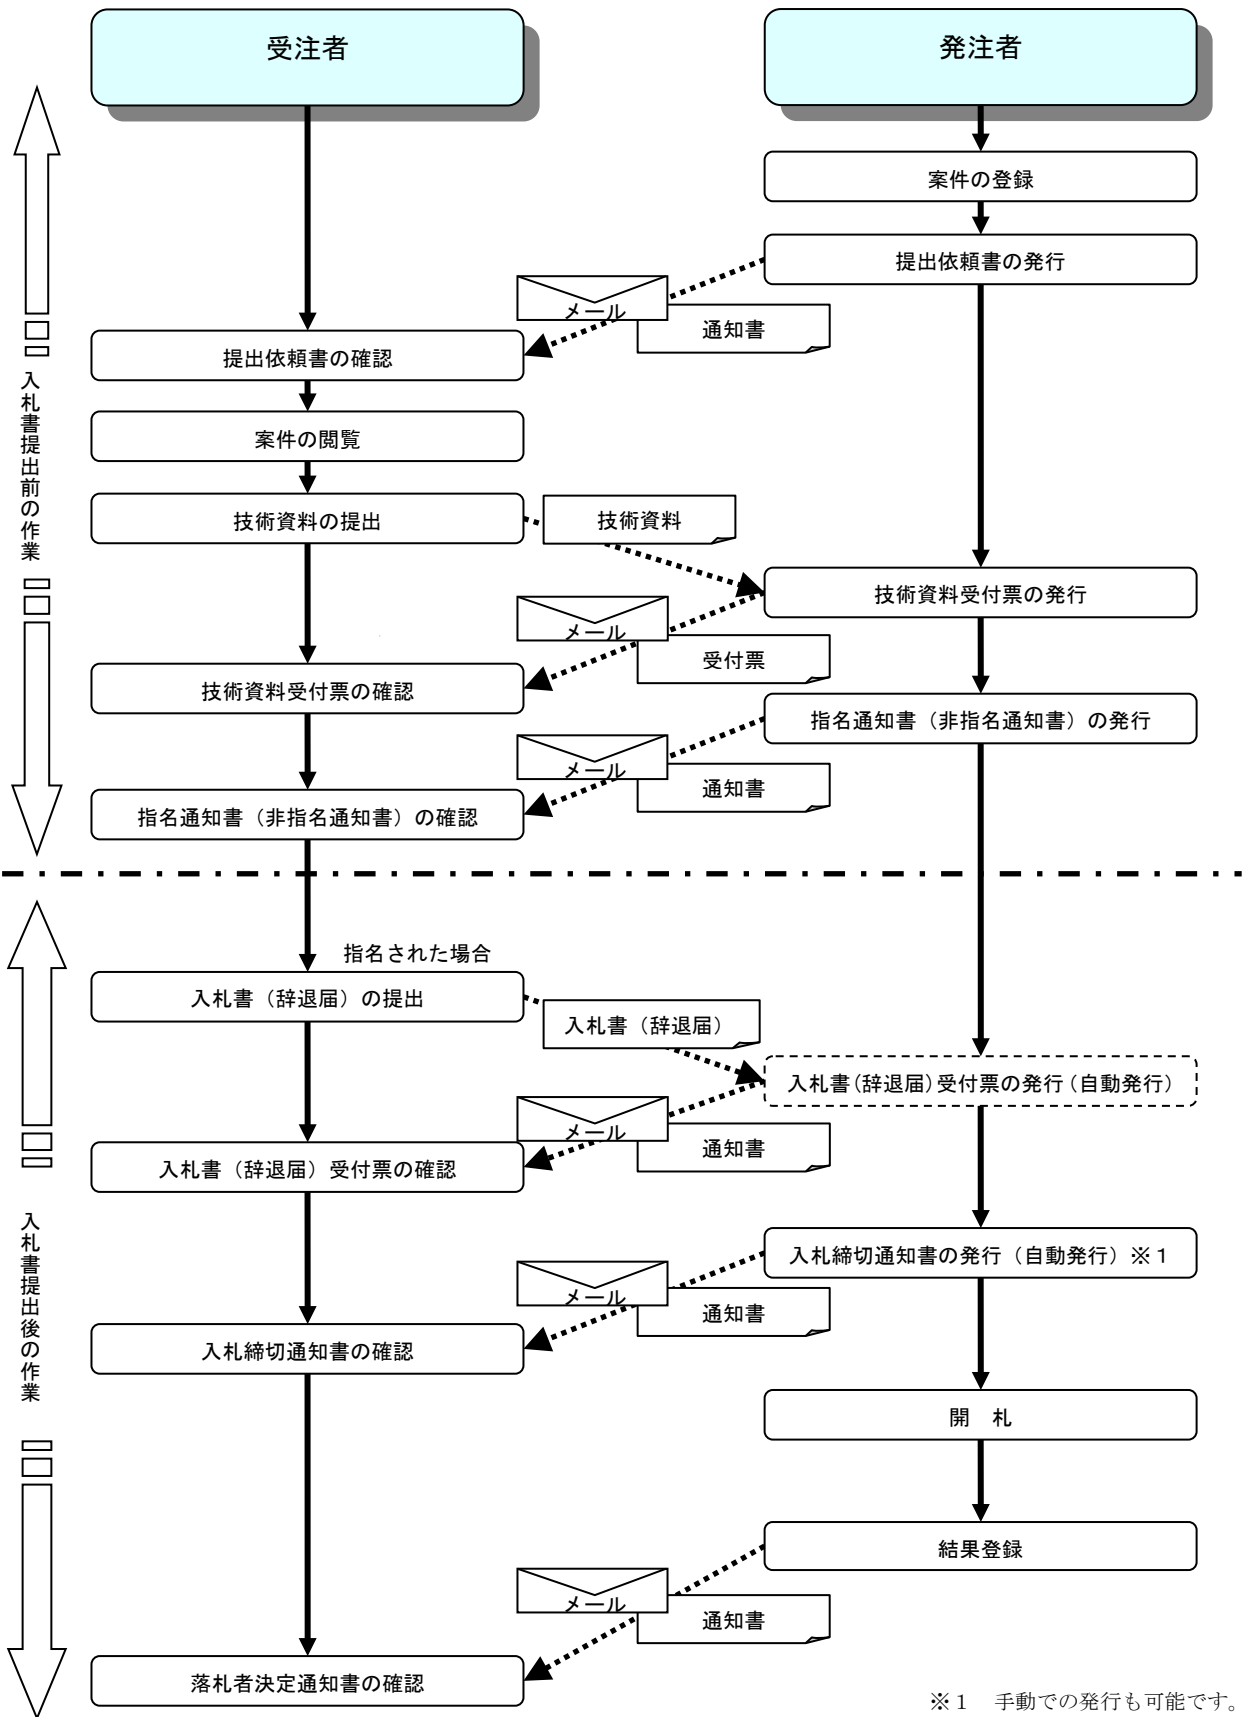 受注者
発注者
案件の登録
提出依頼書の発行
メール
通知書
提出依頼書の確認
入札書提出前の作業
案件の閲覧
技術資料の提出
技術資料
技術資料受付票の発行
メール
受付票
技術資料受付票の確認
指名通知書（非指名通知書）の発行
メール
通知書
指名通知書（非指名通知書）の確認
指名された場合
入札書（辞退届）の提出
入札書（辞退届）
入札書（辞退届）受付票の発行（自動発行）
メール
通知書
入札書（辞退届）受付票の確認
入札書提出後の作業
入札締切通知書の発行（自動発行）※１
メール
通知書
入札締切通知書の確認
開　札
結果登録
メール
通知書
落札者決定通知書の確認
※１　手動での発行も可能です。